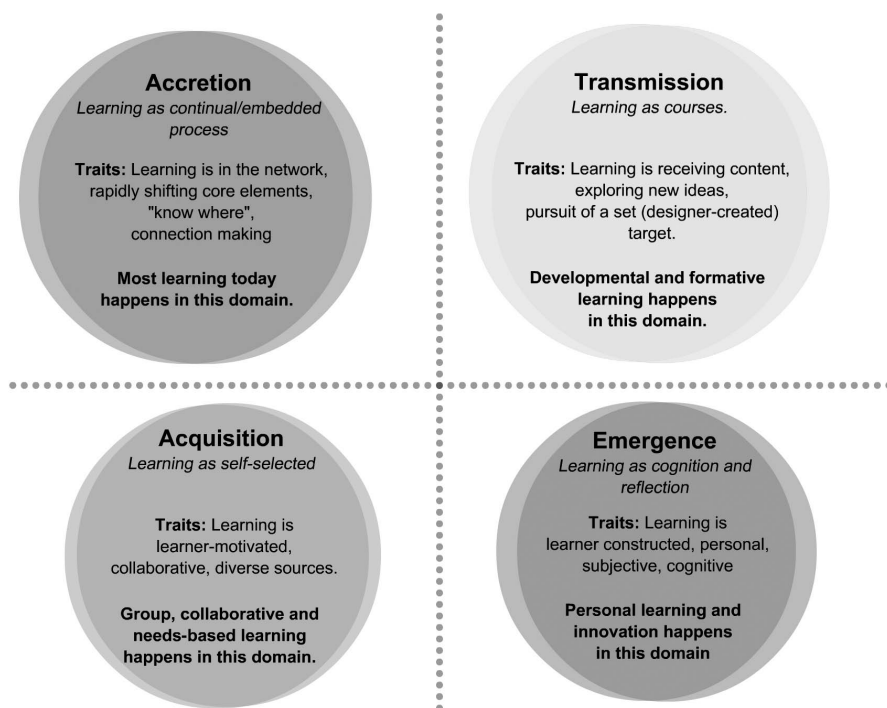 Accretion
Learning as continual/embedded
process
Traits: Learning is in the network,
rapidly shifting core elements,
"know where",
connection making
Most learning today
happens in this domain.
Transmission
Learning as courses.
Traits: Learning is receiving content,
exploring new ideas,
pursuit of a set (designer-created)
target.
Developmental and formative
learning happens
in this domain.
Acquisition
Learning as self-selected
Traits: Learning is
learner-motivated,
collaborative, diverse sources.
Group, collaborative and
needs-based learning
happens in this domain.
Emergence
Learning as cognition and
reflection
Traits: Learning is
learner constructed, personal,
subjective, cognitive
Personal learning and
innovation happens
in this domain